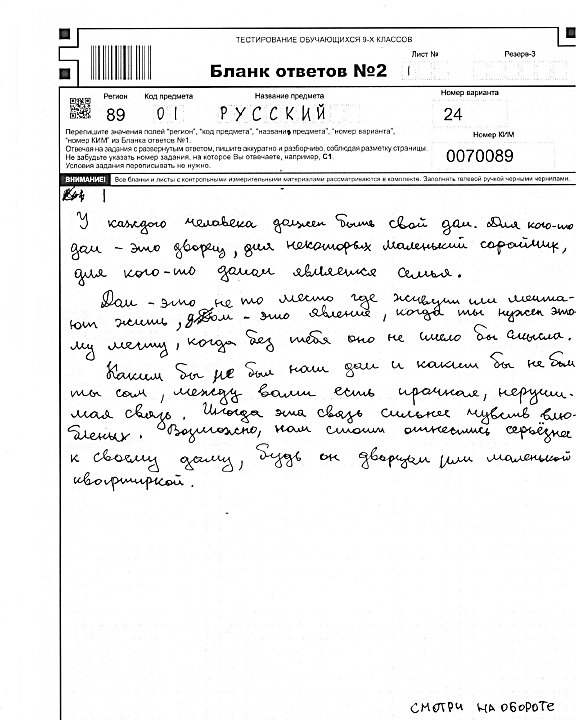 ТЕСТИРОВАНИЕ ОБУЧАЮЩИХСЯ 9-Х КЛАССОВ
Лист № Резерв-3
Бланк ответов №2 1
Регион Код предмета Название предмета Номер варианта
89 01 РУССКИЙ 24
Перепишите значения полей "регион", "код предмета", "название предмета", "номер варианта",
"номер КИМ" из Бланка ответов №1.
Отвечая на задания с развернутым ответом, пишите аккуратно и разборчиво, соблюдая разметку страницы.
Не забудьте указать номер задания, на которое Вы отвечаете, например, С1.
Условия задания переписывать не нужно.
Номер КИМ
0070089
ВНИМАНИЕ! Все бланки и листы с контрольными измерительными материалами рассматриваются в комплекте. Заполнять гелевой ручкой черными чернилами.
1
У каждого человека должен быть свой дом. Для кого-то
дом – это дворец, для некоторых маленький сарайчик,
для кого-то домом является семья.
Дом – это не то место где живут или мечта-
ют жить, Дом – это явление, когда ты нужен это-
му месту, когда без тебя оно не имело бы смысла.
Каким бы не был наш дом и каким бы не был
ты сам, между вами есть прочная, неруши-
мая связь. Иногда эта связь сильнее чувств влю-
бленых. Возможно, нам стоит отнестись серьёзнее
к своему дому, будь он дворцом или маленькой
квартиркой.
СМОТРИ НА ОБОРОТЕ